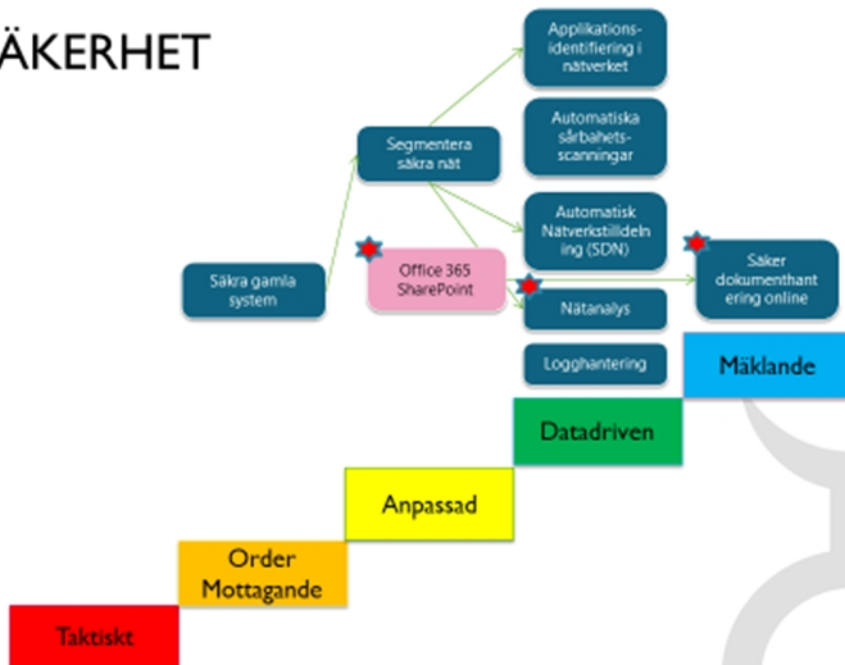 ÄKERHET
Applikations-
identifiering i
nätverket
Automatiska
sårbahets-
scanningar
Segmentera
säkra nät
Automatisk
Nätverkstilldeln
ing (SDN)
Säkra gamla
system
Office 365
SharePoint
Säker
dokumenthant
ering online
Nätanalys
Logghantering
Mäklande
Datadriven
Anpassad
Order
Mottagande
Taktiskt